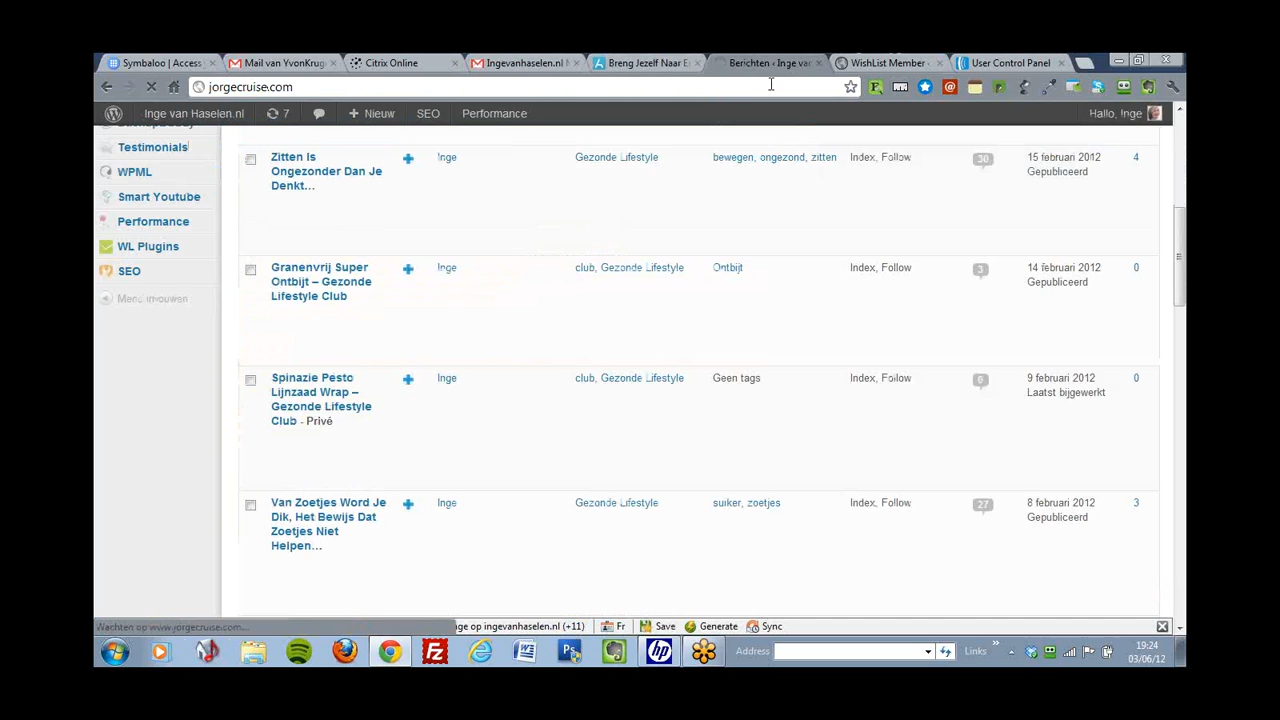 Symbaloo | Access
Mail van YvonKrug
Citrix Online
Ingevanhaselen.nl
Breng Jezelf Naar E
Berichten ‹ Inge van
WishList Member
User Control Panel
jorgecruise.com
Inge van Haselen.nl 7 Nieuw SEO Performance Hallo, Inge
Testimonials
WPML
Smart Youtube
Performance
WL Plugins
SEO
Menu invouwen
Zitten Is
Ongezonder Dan Je
Denkt…
Inge
Gezonde Lifestyle
bewegen, ongezond, zitten
Index, Follow
30
15 februari 2012
Gepubliceerd
4
Granenvrij Super
Ontbijt – Gezonde
Lifestyle Club
Inge
club, Gezonde Lifestyle
Ontbijt
Index, Follow
3
14 februari 2012
Gepubliceerd
0
Spinazie Pesto
Lijnzaad Wrap –
Gezonde Lifestyle
Club - Privé
Inge
club, Gezonde Lifestyle
Geen tags
Index, Follow
6
9 februari 2012
Laatst bijgewerkt
0
Van Zoetjes Word Je
Dik, Het Bewijs Dat
Zoetjes Niet
Helpen…
Inge
Gezonde Lifestyle
suiker, zoetjes
Index, Follow
27
8 februari 2012
Gepubliceerd
3
Wachten op www.jorgecruise.com...
nge op ingevanhaselen.nl (+11) Fr Save Generate Sync
Address Links
19:24
03/06/12